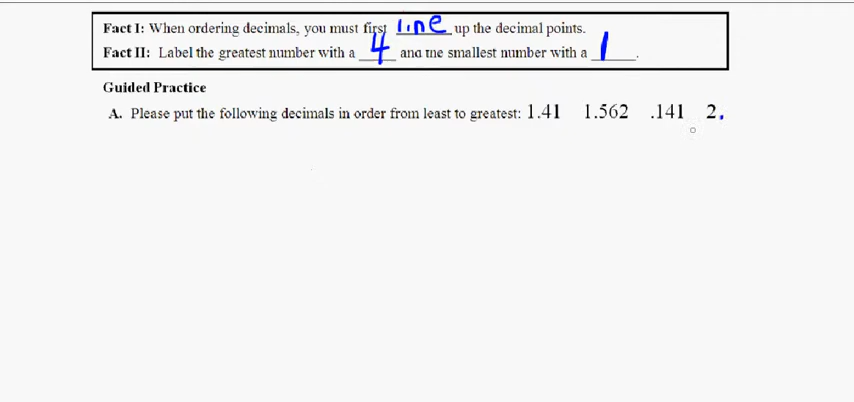 Fact I: When ordering decimals, you must first line up the decimal points.
Fact II: Label the greatest number with a 4 and the smallest number with a 1.
Guided Practice
A. Please put the following decimals in order from least to greatest: 1.41 1.562 .141 2.